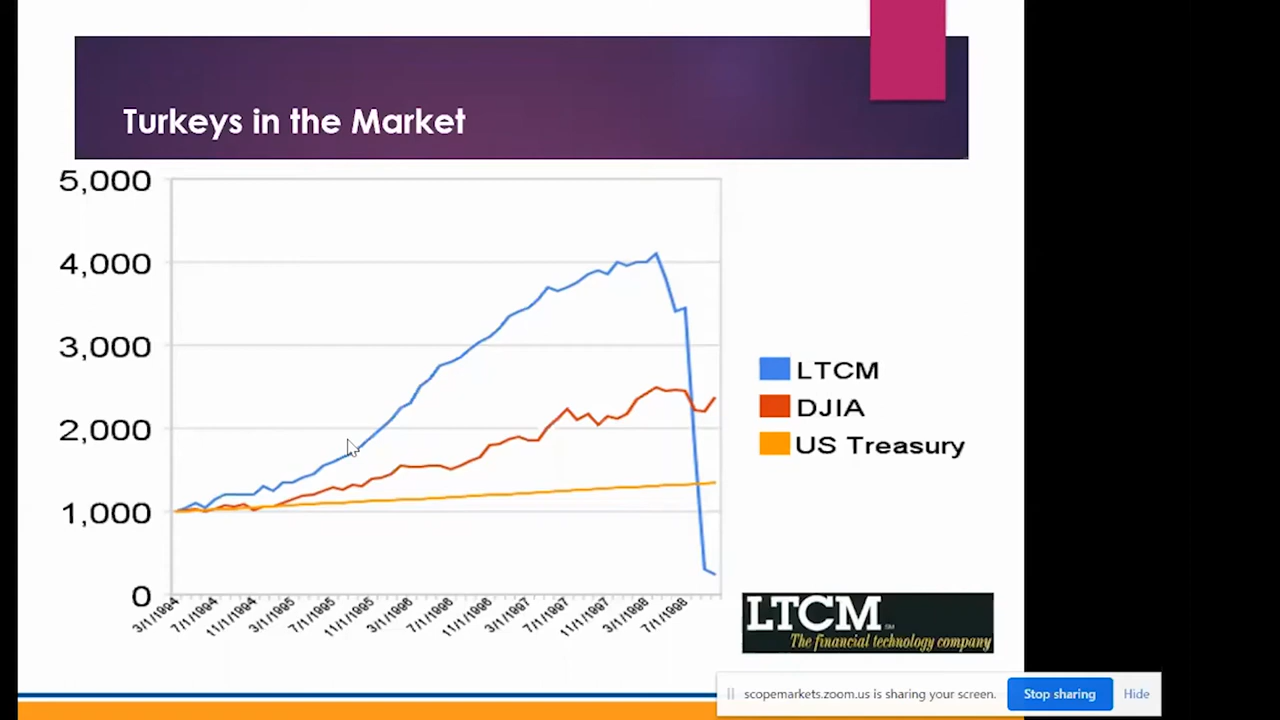 Turkeys in the Market
5,000
4,000
3,000
2,000
1,000
0
3/1/1994
7/1/1994
11/1/1994
3/1/1995
7/1/1995
11/1/1995
3/1/1996
7/1/1996
11/1/1996
3/1/1997
7/1/1997
11/1/1997
3/1/1998
7/1/1998
LTCM
DJIA
US Treasury
LTCM SM
The financial technology company
scopemarkets.zoom.us is sharing your screen.
Stop sharing
Hide